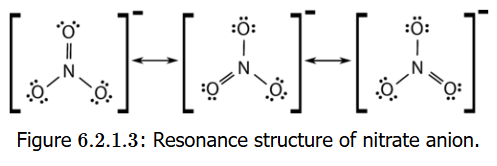 O O O
N N N
O O O O O O
Figure 6.2.1.3: Resonance structure of nitrate anion.